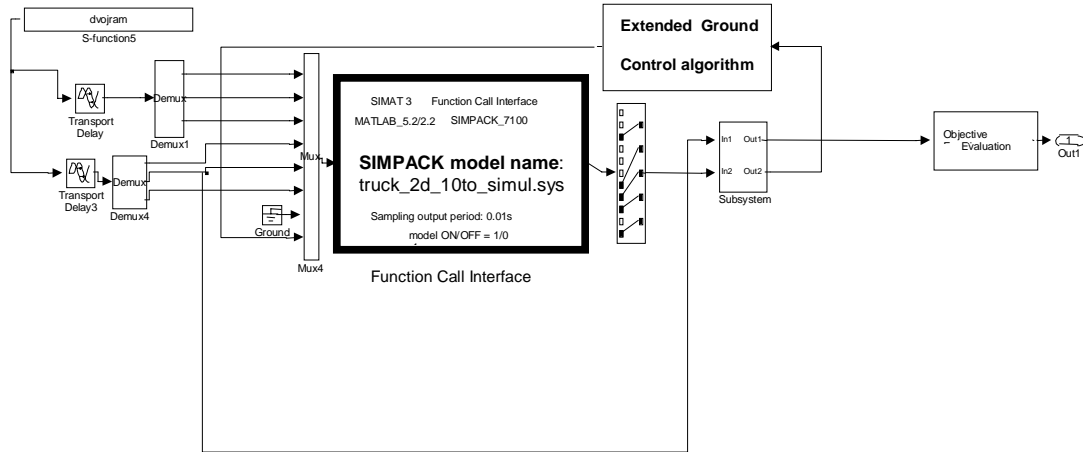 dvojram
S-function5
Transport
Delay
Demux
Demux1
Transport
Delay3
Demux
Demux4
Ground
Mux
Mux4
SIMAT 3 Function Call Interface
MATLAB_5.2/2.2 SIMPACK_7100
SIMPACK model name:
truck_2d_10to_simul.sys
Sampling output period: 0.01s
model ON/OFF = 1/0
Function Call Interface
Extended Ground
Control algorithm
In1 Out1
In2 Out2
Subsystem
Objective
Evaluation
1
Out1